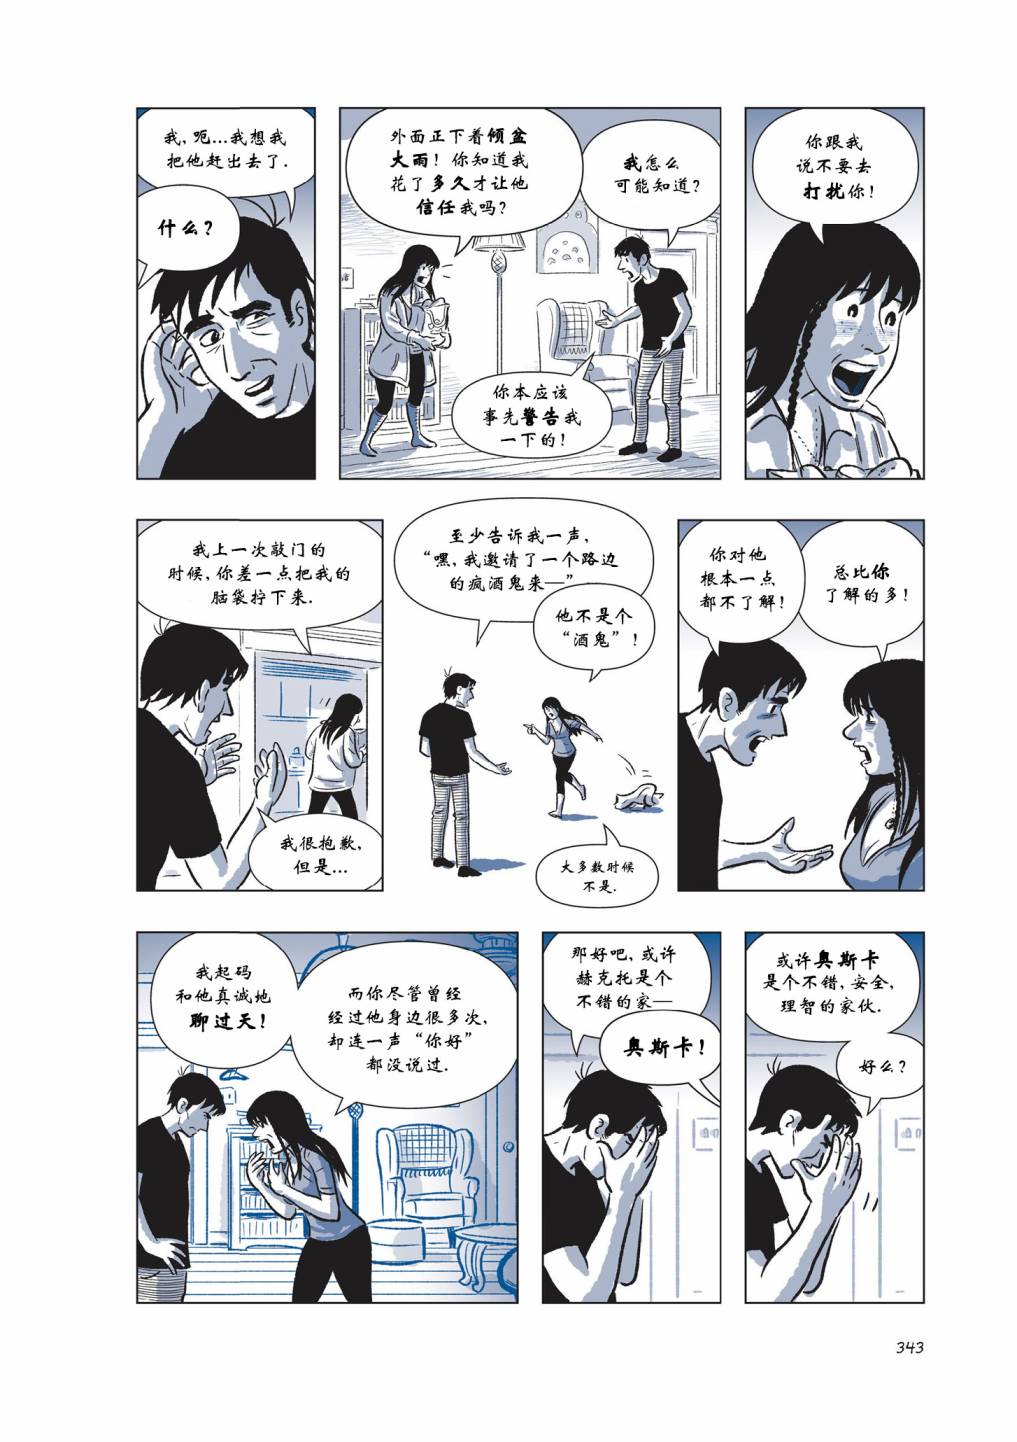 我，呃...我想我
把他赶出去了.
什么？
外面正下着倾盆
大雨！你知道我
花了多久才让他
信任我吗？
我怎么
可能知道？
你本应该
事先警告我
一下的！
你跟我
说不要去
打扰你！
我上一次敲门的
时候，你差一点把我的
脑袋拧下来.
我很抱歉，
但是...
至少告诉我一声，
“嘿，我邀请了一个路边
的疯酒鬼来—”
他不是个
“酒鬼”！
大多数时候
不是.
你对他
根本一点
都不了解！
总比你
了解的多！
我起码
和他真诚地
聊过天！
而你尽管曾经
经过他身边很多次，
却连一声“你好”
都没说过.
那好吧，或许
赫克托是个
不错的家—
奥斯卡！
或许奥斯卡
是个不错，安全，
理智的家伙.
好么？
343